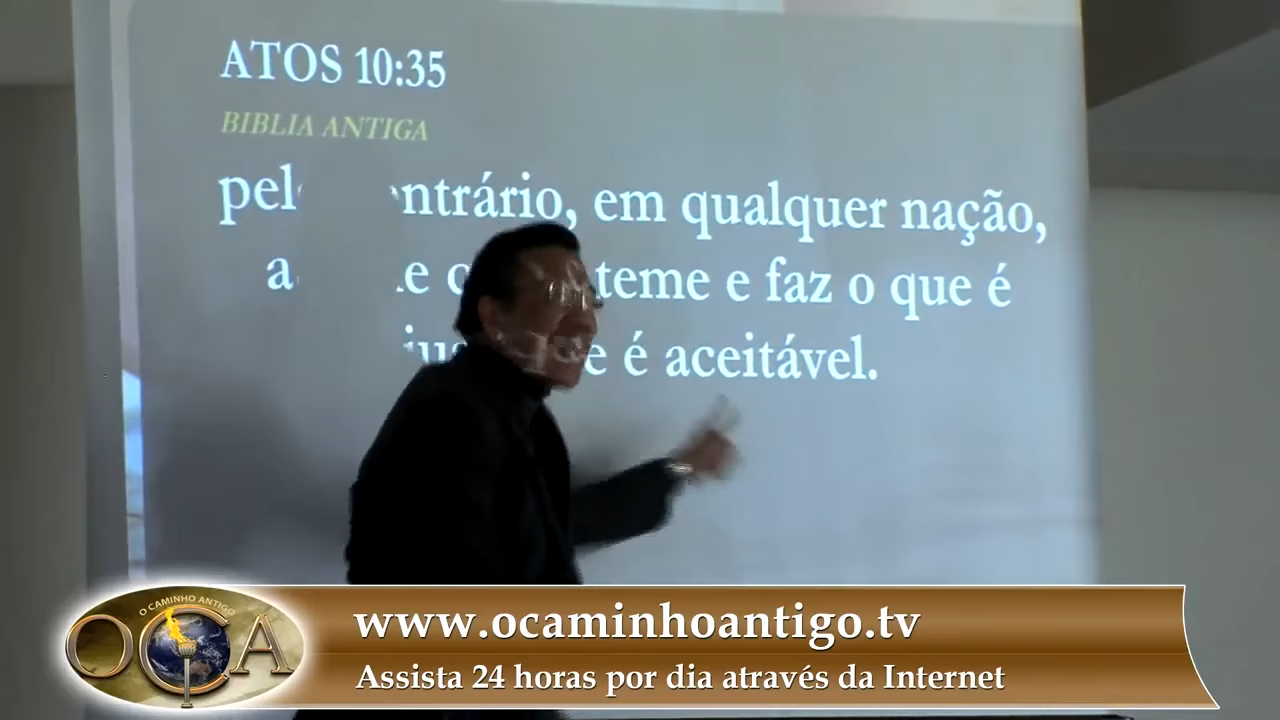 ATOS 10:35
BIBLIA ANTIGA
ntrário, em qualquer nação,
teme e faz o que é
e é aceitável.
O CAMINHO ANTIGO
OCA
www.ocaminhoantigo.tv
Assista 24 horas por dia através da Internet